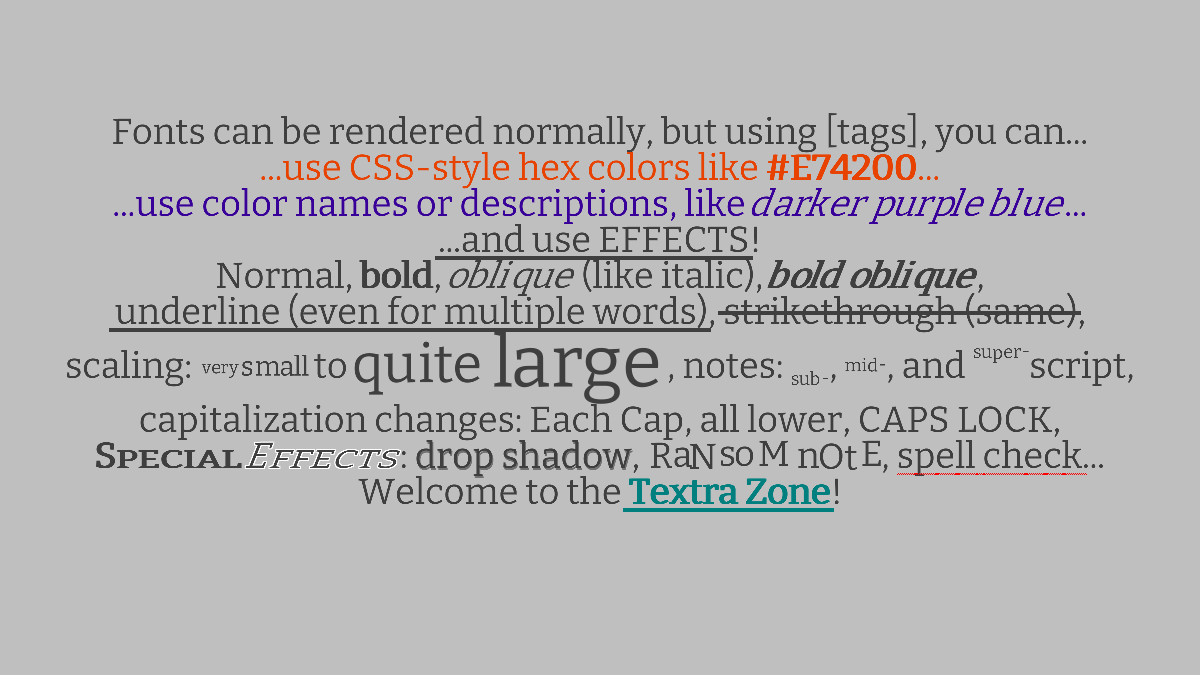 Fonts can be rendered normally, but using [tags], you can...
...use CSS-style hex colors like #E74200...
...use color names or descriptions, like darker purple blue...
...and use EFFECTS!
Normal, bold, oblique (like italic), bold oblique,
underline (even for multiple words), strikethrough (same),
scaling: very small to quite large , notes: sub-, mid-, and super-script,
capitalization changes: Each Cap, all lower, CAPS LOCK,
Special Effects: drop shadow, RaNsoM nOtE, spell check...
Welcome to the Textra Zone!